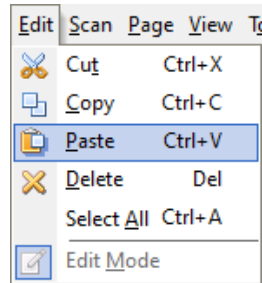 Edit Scan Page View
Cut Ctrl+X
Copy Ctrl+C
Paste Ctrl+V
Delete Del
Select All Ctrl+A
Edit Mode